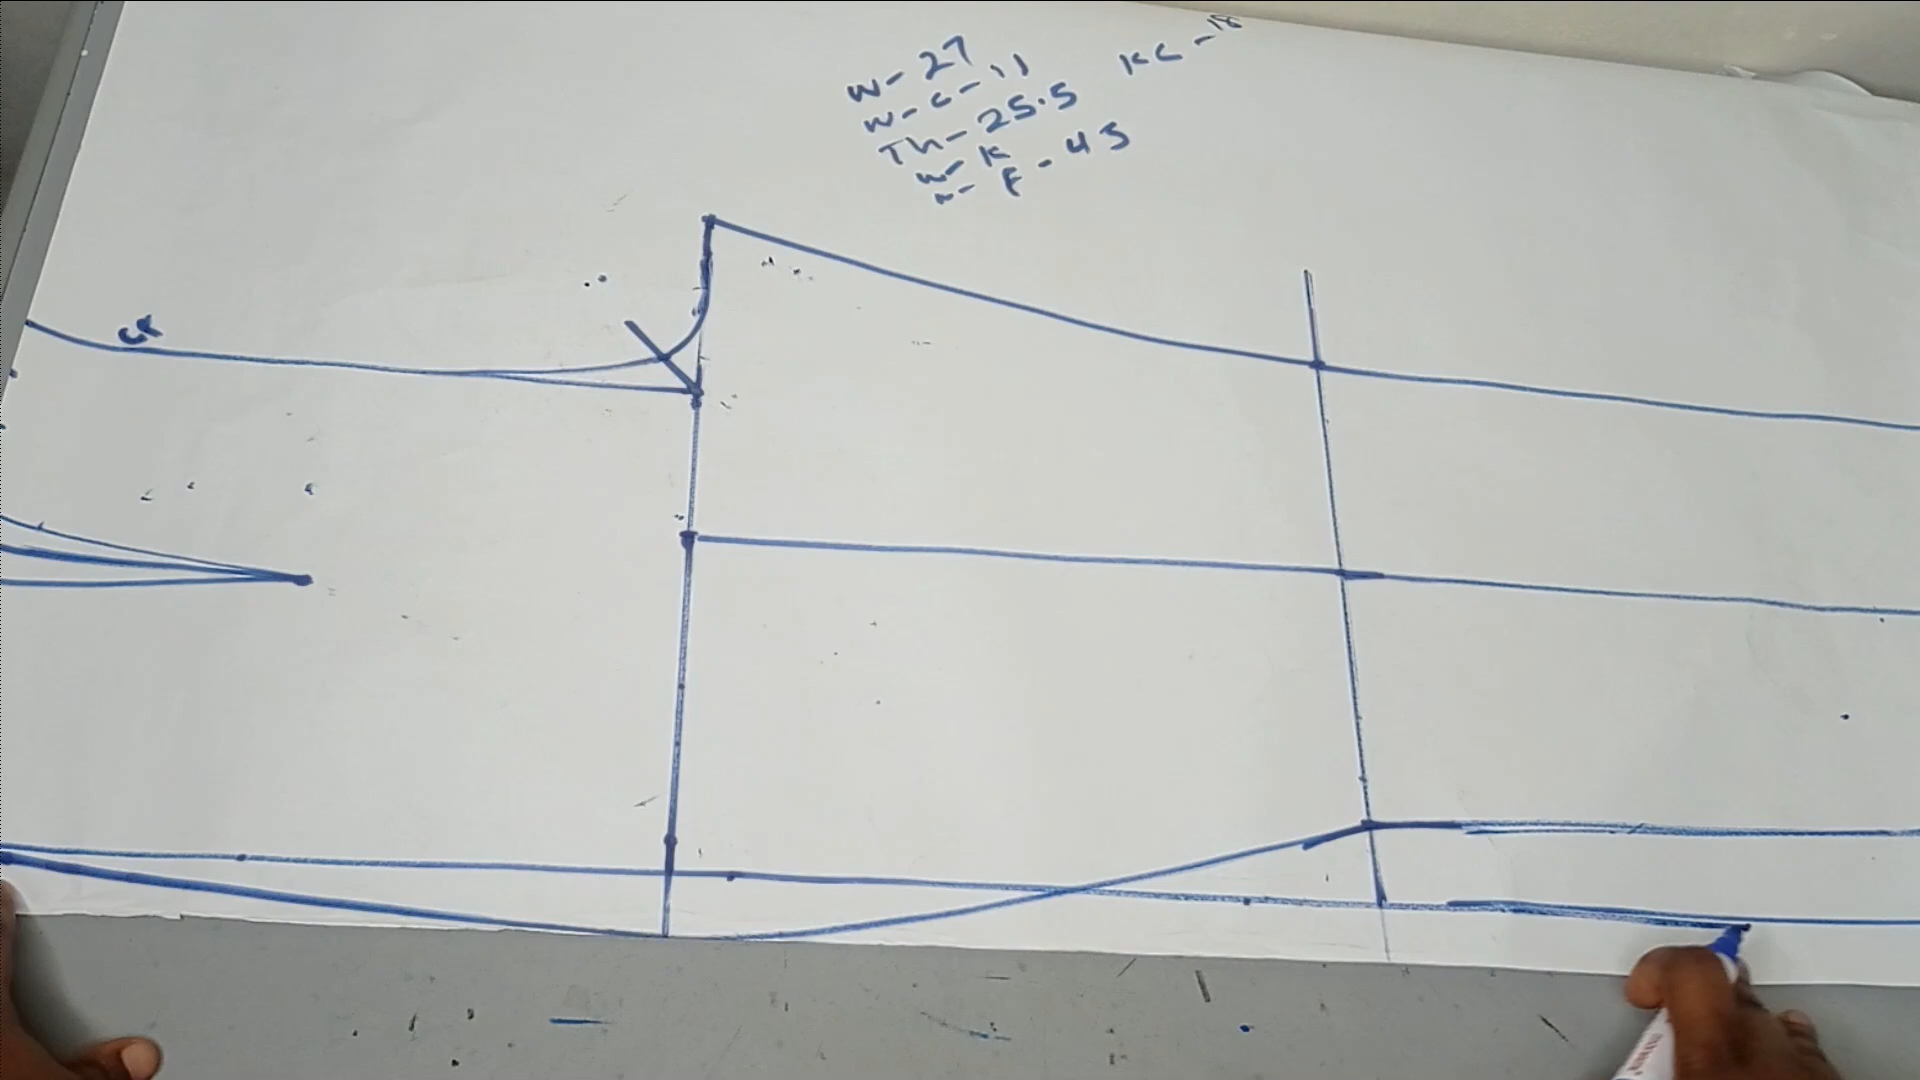 W- 27
W- C- 11
Th- 25.5
W- K
W- F - 45
KC - 18
CF